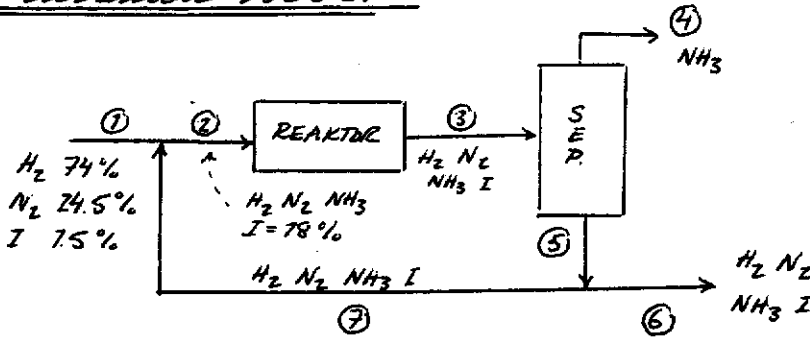 ① ② ③ ④
NH₃
REAKTOR
SEP.
H₂ 74%
N₂ 24.5%
I 1.5%
H₂ N₂ NH₃
I = 18%
H₂ N₂
NH₃ I
⑤
H₂ N₂ NH₃ I
⑦
⑥
H₂ N₂
NH₃ I